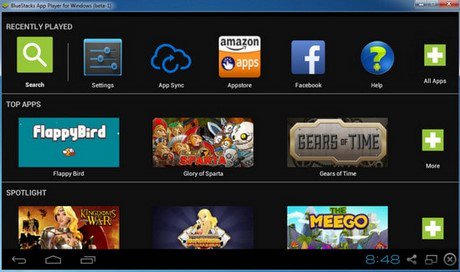 BlueStacks App Player for Windows (beta-1)
RECENTLY PLAYED
amazon
apps
Search
Settings
App Sync
Appstore
Facebook
Help
All Apps
TOP APPS
FlappyBird
SPARTA
GEARS OF TIME
Flappy Bird
Glory of Sparta
Gears of Time
More
SPOTLIGHT
KINGDOMS
WAR
THE
MEEGO
8:48